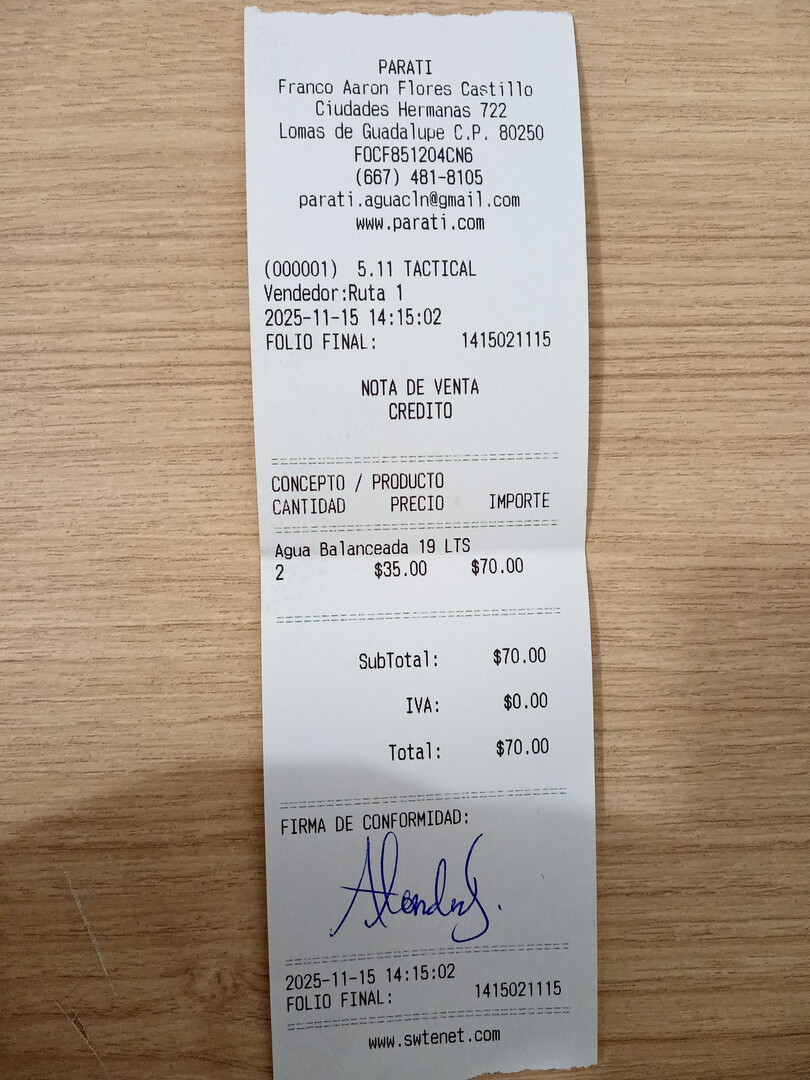 PARATI
Franco Aaron Flores Castillo
Ciudades Hermanas 722
Lomas de Guadalupe C.P. 80250
FOCF851204CN6
(667) 481-8105
parati.aguacln@gmail.com
www.parati.com
(000001) 5.11 TACTICAL
Vendedor:Ruta 1
2025-11-15 14:15:02
FOLIO FINAL: 1415021115
NOTA DE VENTA
CREDITO
CONCEPTO / PRODUCTO
CANTIDAD PRECIO IMPORTE
Agua Balanceada 19 LTS
2 $35.00 $70.00
SubTotal: $70.00
IVA: $0.00
Total: $70.00
FIRMA DE CONFORMIDAD:
2025-11-15 14:15:02
FOLIO FINAL: 1415021115
www.swtenet.com